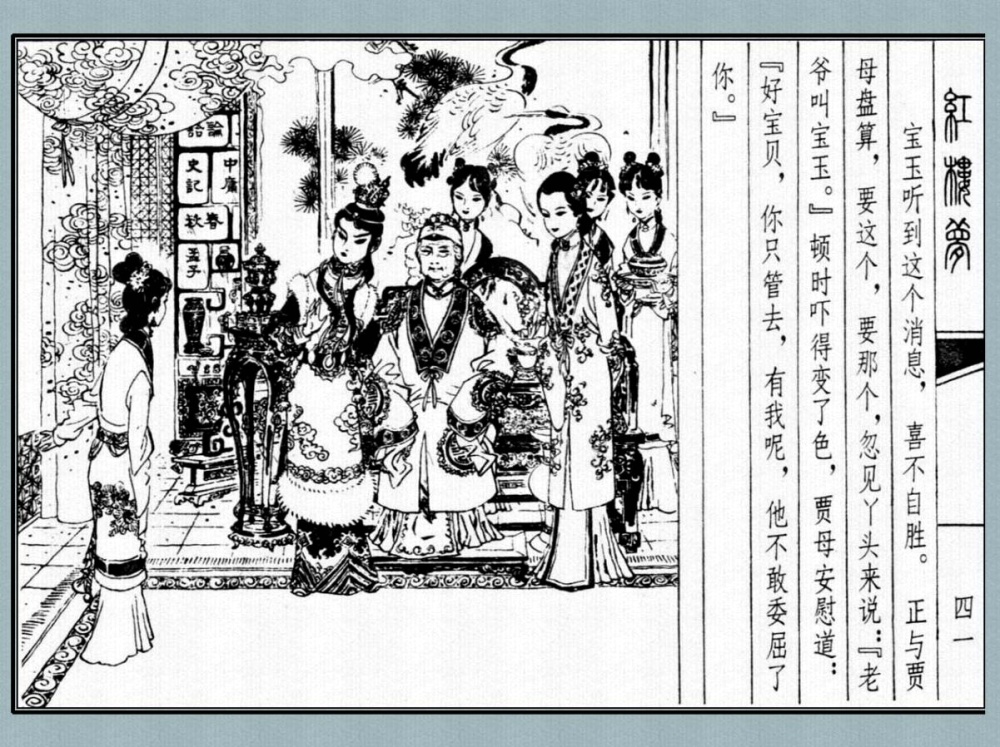 紅樓夢
四一
宝玉听到这个消息，喜不自胜。正与贾
母盘算，要这个，要那个，忽见丫头来说：『老
爷叫宝玉。』顿时吓得变了色，贾母安慰道：
『好宝贝，你只管去，有我呢，他不敢委屈了
你。』
論語
中庸
史記
春秋
孟子